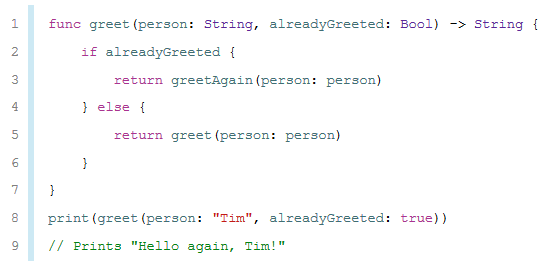 1 func greet(person: String, alreadyGreeted: Bool) -> String {
2 if alreadyGreeted {
3 return greetAgain(person: person)
4 } else {
5 return greet(person: person)
6 }
7 }
8 print(greet(person: "Tim", alreadyGreeted: true))
9 // Prints "Hello again, Tim!"